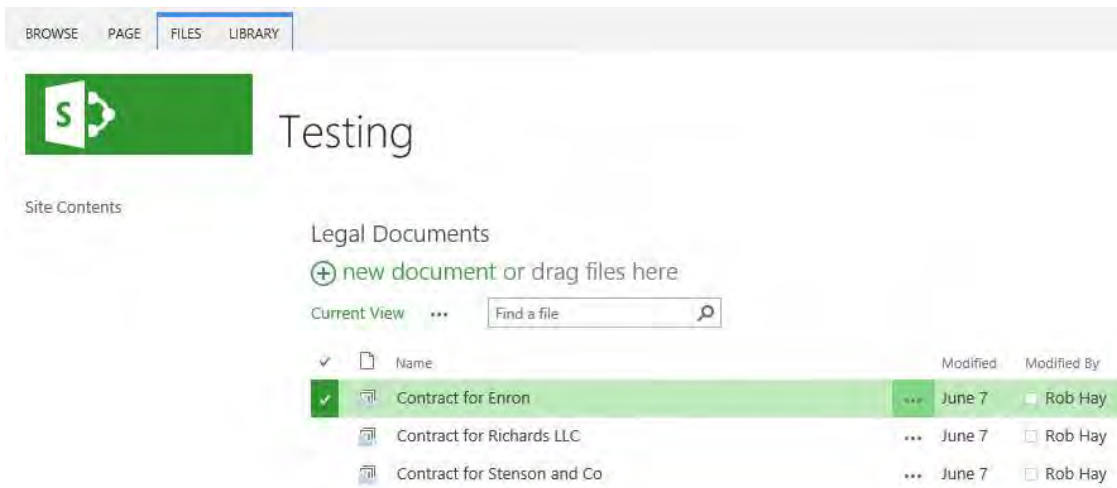 BROWSE PAGE FILES LIBRARY
S
Testing
Site Contents
Legal Documents
new document or drag files here
Current View ••• Find a file
Name Modified Modified By
Contract for Enron ••• June 7 Rob Hay
Contract for Richards LLC ••• June 7 Rob Hay
Contract for Stenson and Co ••• June 7 Rob Hay